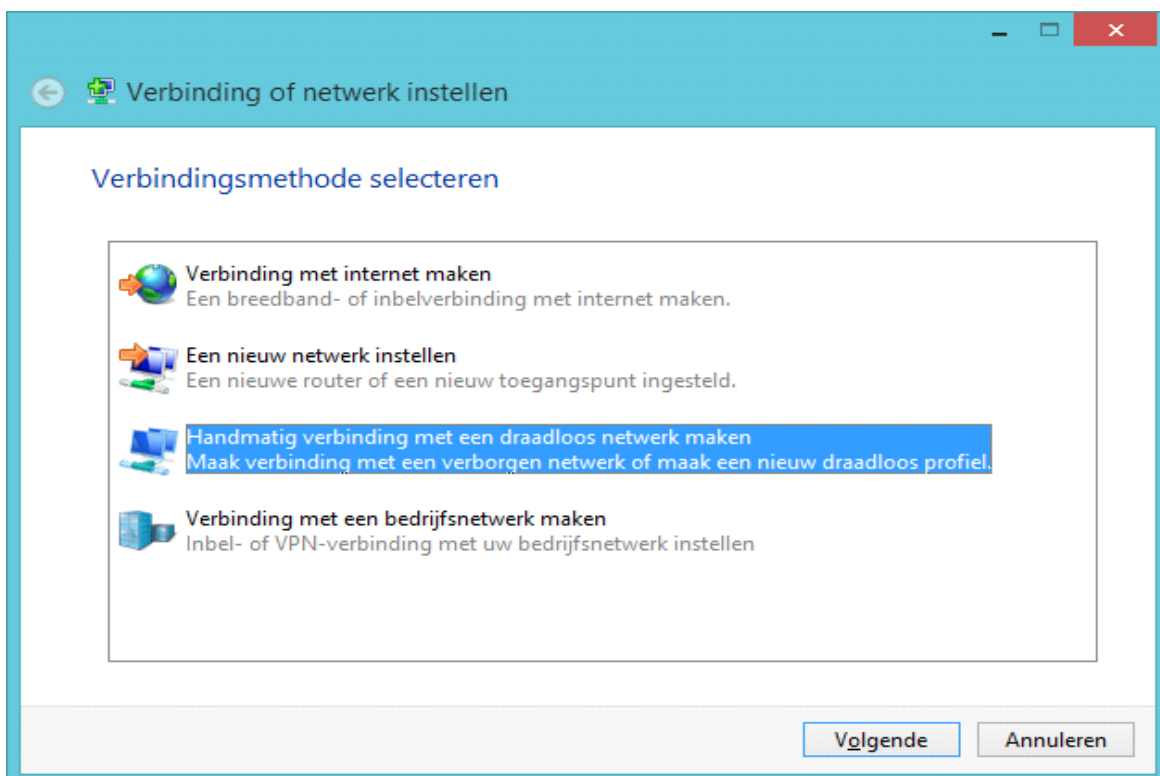 Verbinding of netwerk instellen
Verbindingsmethode selecteren
Verbinding met internet maken
Een breedband- of inbelverbinding met internet maken.
Een nieuw netwerk instellen
Een nieuwe router of een nieuw toegangspunt ingesteld.
Handmatig verbinding met een draadloos netwerk maken
Maak verbinding met een verborgen netwerk of maak een nieuw draadloos profiel.
Verbinding met een bedrijfsnetwerk maken
Inbel- of VPN-verbinding met uw bedrijfsnetwerk instellen
Volgende
Annuleren